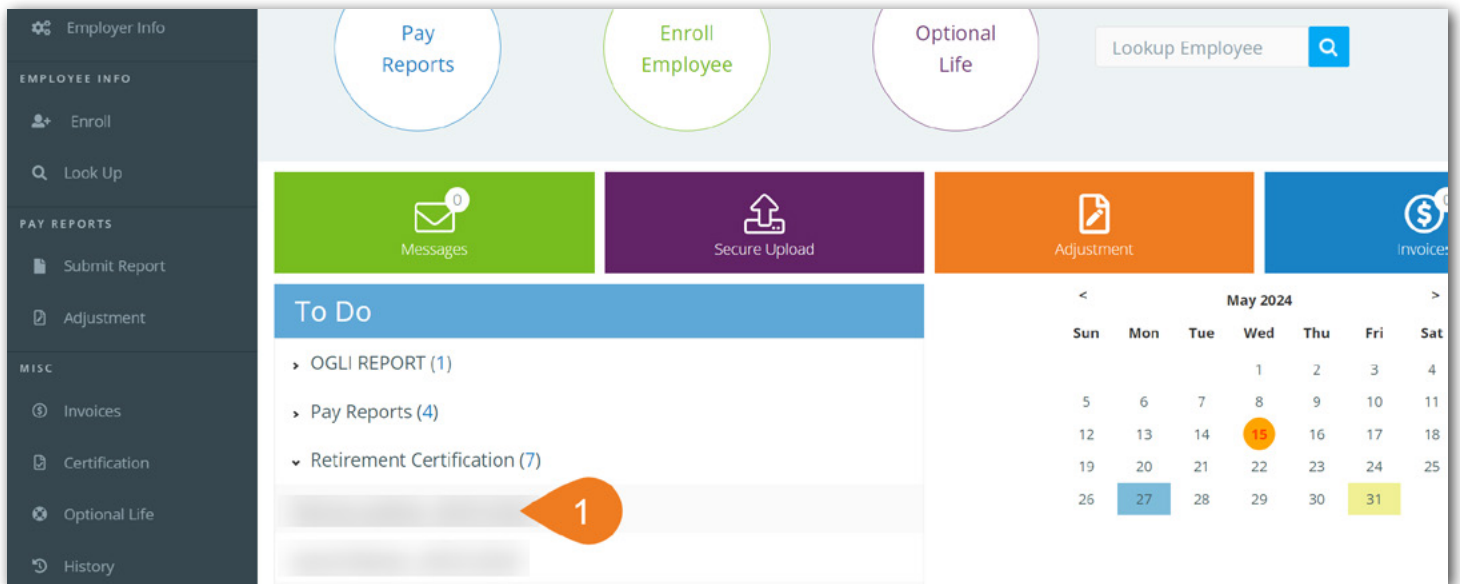 Employer Info
EMPLOYEE INFO
Enroll
Look Up
PAY REPORTS
Submit Report
Adjustment
MISC
Invoices
Certification
Optional Life
History
Pay
Reports
Enroll
Employee
Optional
Life
Lookup Employee
0
Messages
Secure Upload
Adjustment
Invoices
To Do
> OGLI REPORT (1)
> Pay Reports (4)
Retirement Certification (7)
1
< May 2024 >
Sun Mon Tue Wed Thu Fri Sat
1 2 3 4
5 6 7 8 9 10 11
12 13 14 15 16 17 18
19 20 21 22 23 24 25
26 27 28 29 30 31